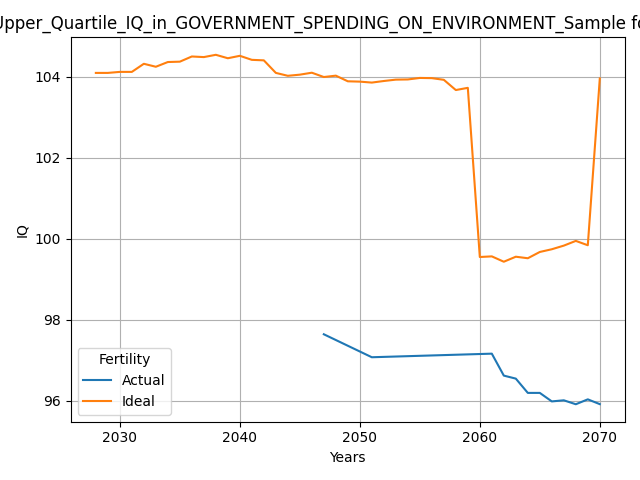 Upper_Quartile_IQ_in_GOVERNMENT_SPENDING_ON_ENVIRONMENT_Sample fo
104
102
100
98
96
IQ
Fertility
Actual
Ideal
2030
2040
2050
2060
2070
Years